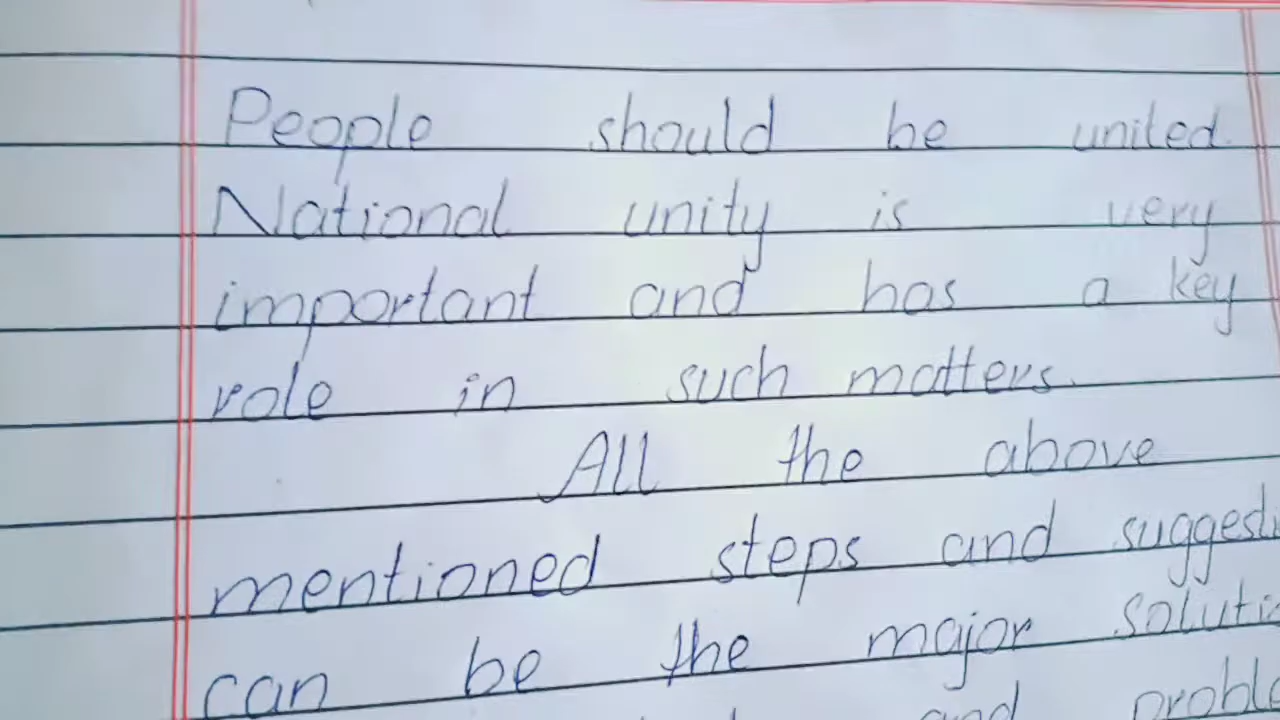 People should be united.
National unity is very
important and has a key
role in such matters.
All the above
mentioned steps and
can be the major
and